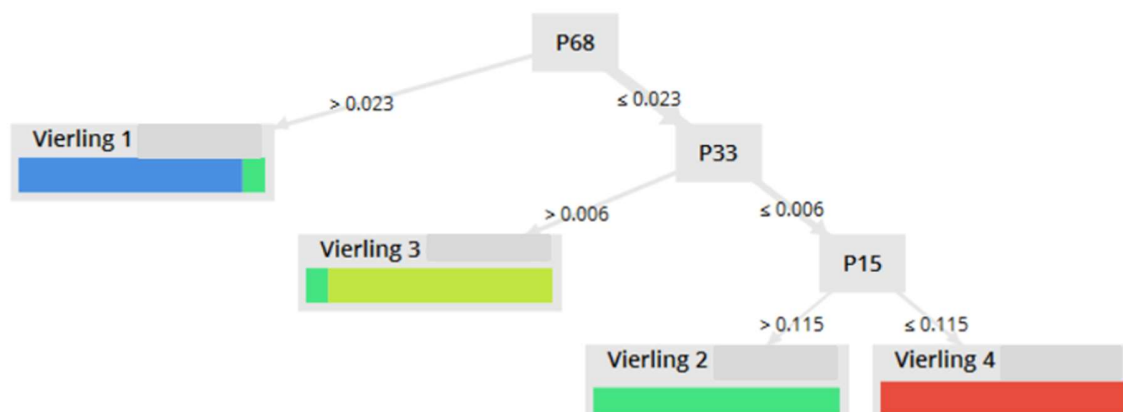 P68
> 0.023
≤ 0.023
Vierling 1
P33
> 0.006
≤ 0.006
Vierling 3
P15
> 0.115
≤ 0.115
Vierling 2
Vierling 4